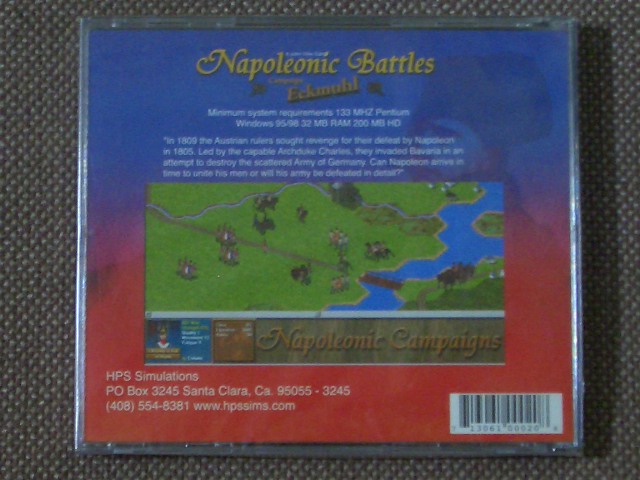 Napoleonic Battles
Campaign
Eckmuhl
Minimum system requirements 133 MHZ Pentium
Windows 95/98 32 MB RAM 200 MB HD
"In 1809 the Austrian rulers sought revenge for their defeat by Napoleon
in 1805. Led by the capable Archduke Charles, they invaded Bavaria in an
attempt to destroy the scattered Army of Germany. Can Napoleon arrive in
time to unite his men or will his army be defeated in detail?"
Napoleonic Campaigns
HPS Simulations
PO Box 3245 Santa Clara, Ca. 95055 - 3245
(408) 554-8381 www.hpssims.com
7 13061 00020 6